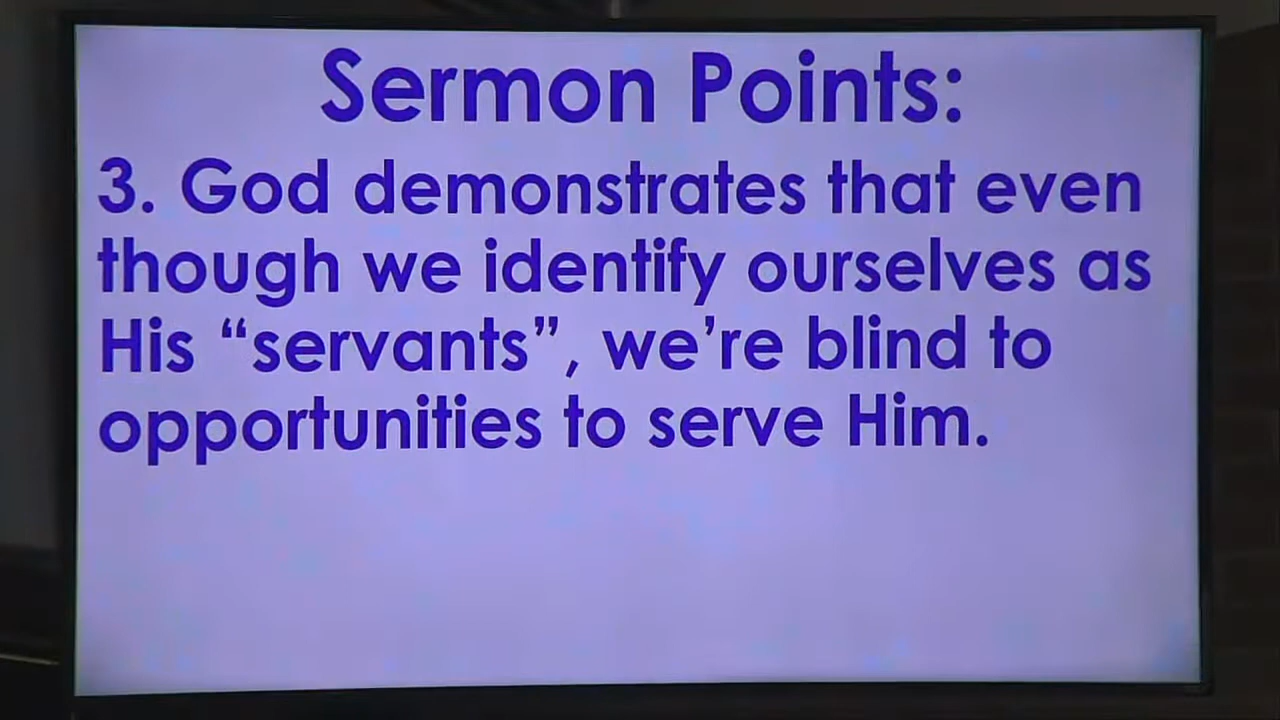 Sermon Points:
3. God demonstrates that even
though we identify ourselves as
His “servants”, we’re blind to
opportunities to serve Him.